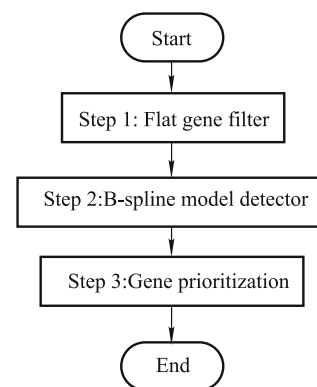 Start
Step 1: Flat gene filter
Step 2:B-spline model detector
Step 3:Gene prioritization
End